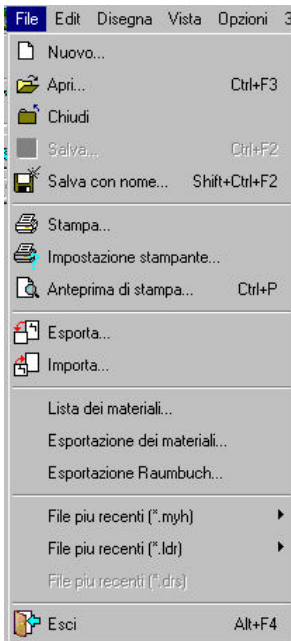 File Edit Disegna Vista Opzioni 3
Nuovo...
Apri... Ctrl+F3
Chiudi
Salva... Ctrl+F2
Salva con nome... Shift+Ctrl+F2
Stampa...
Impostazione stampante...
Anteprima di stampa... Ctrl+P
Esporta...
Importa...
Lista dei materiali...
Esportazione dei materiali...
Esportazione Raumbuch...
File piu recenti (*.myh)
File piu recenti (*.ldr)
File piu recenti (*.drs)
Esci Alt+F4